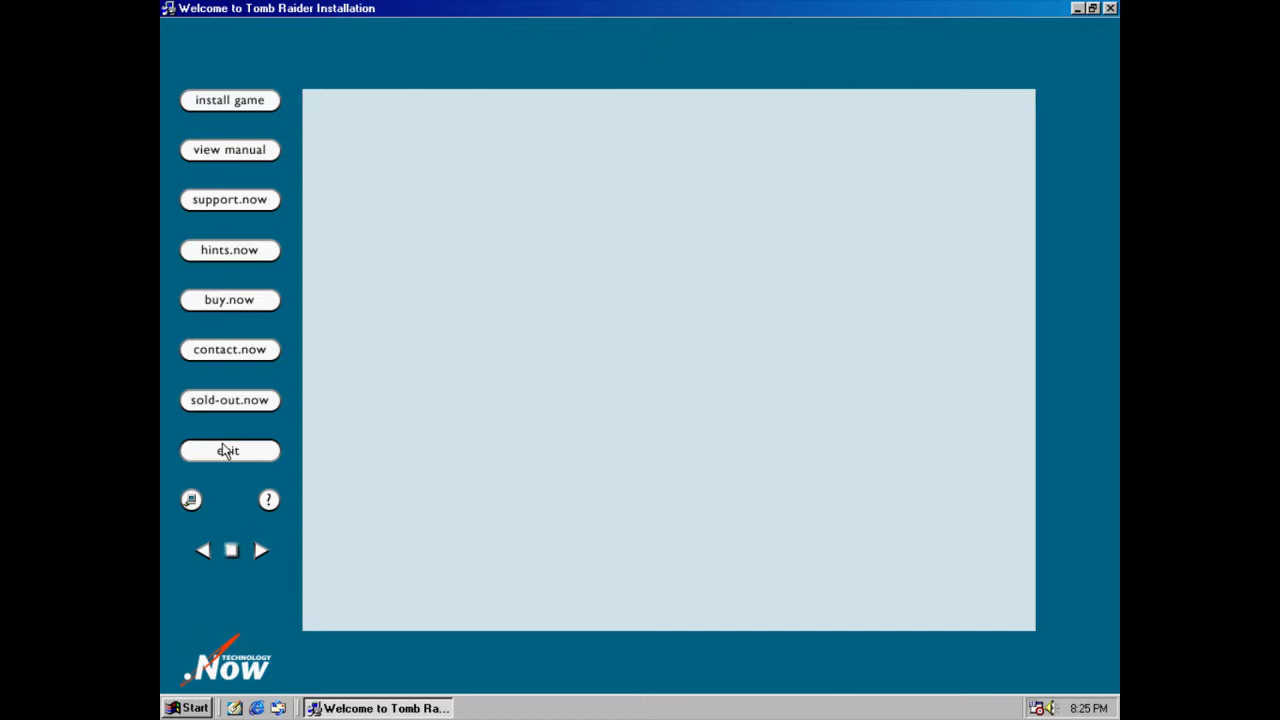 Welcome to Tomb Raider Installation
install game
view manual
support.now
hints.now
buy.now
contact.now
sold-out.now
exit
?
TECHNOLOGY
.Now
Start
Welcome to Tomb Ra...
8:25 PM